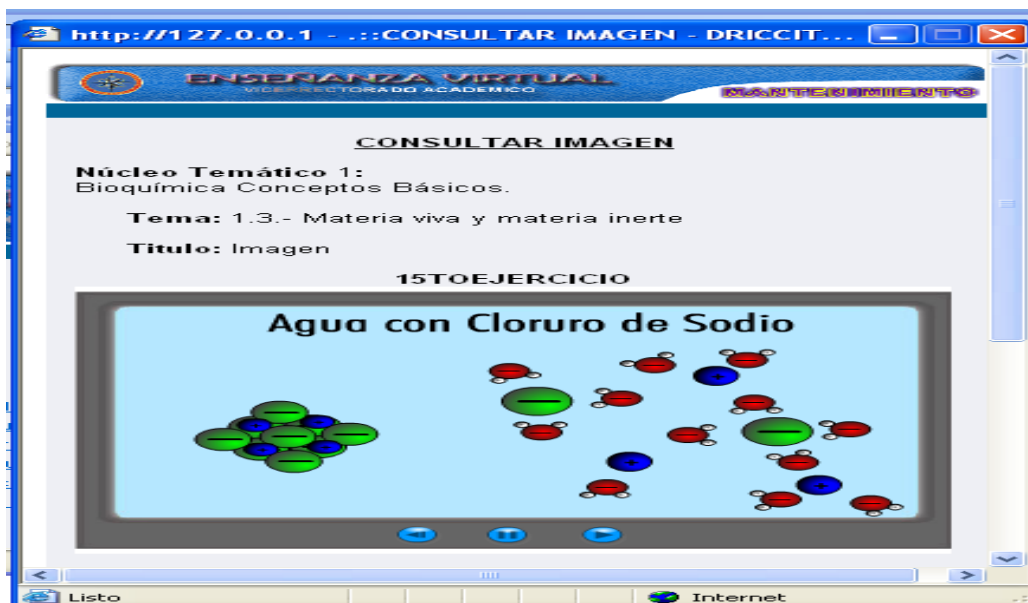 http://127.0.0.1 - .::CONSULTAR IMAGEN - DRICCIT...
ENSEÑANZA VIRTUAL
VICERRECTORADO ACADEMICO
MANTENIMIENTO
CONSULTAR IMAGEN
Núcleo Temático 1:
Bioquímica Conceptos Básicos.
Tema: 1.3.- Materia viva y materia inerte
Titulo: Imagen
15TOEJERCICIO
Agua con Cloruro de Sodio
Listo
Internet